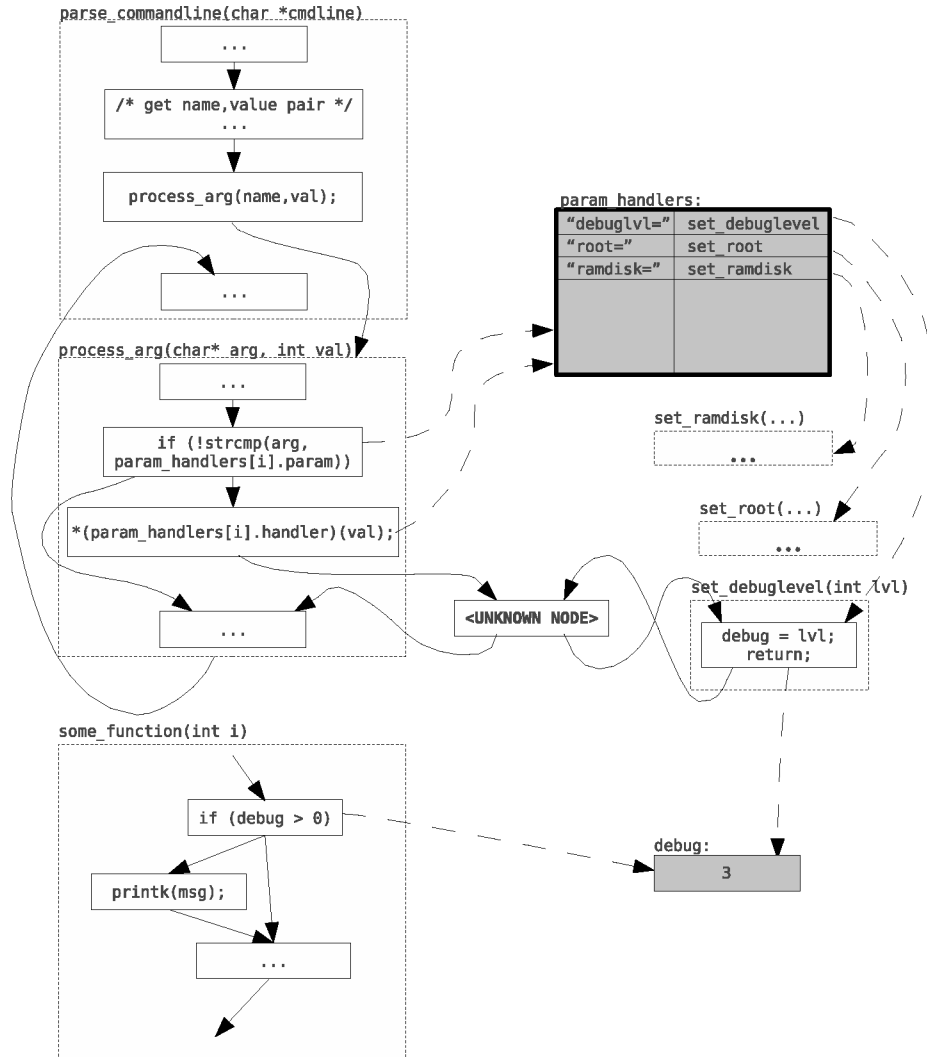 parse_commandline(char *cmdline)
...
/* get name,value pair */
...
process_arg(name,val);
...
process_arg(char* arg, int val)
...
if (!strcmp(arg,
param_handlers[i].param))
*(param_handlers[i].handler)(val);
...
param_handlers:
“debuglvl=” set_debuglevel
“root=” set_root
“ramdisk=” set_ramdisk
set_ramdisk(...)
...
set_root(...)
...
<UNKNOWN NODE>
set_debuglevel(int lvl)
debug = lvl;
return;
some_function(int i)
if (debug > 0)
printk(msg);
...
debug:
3